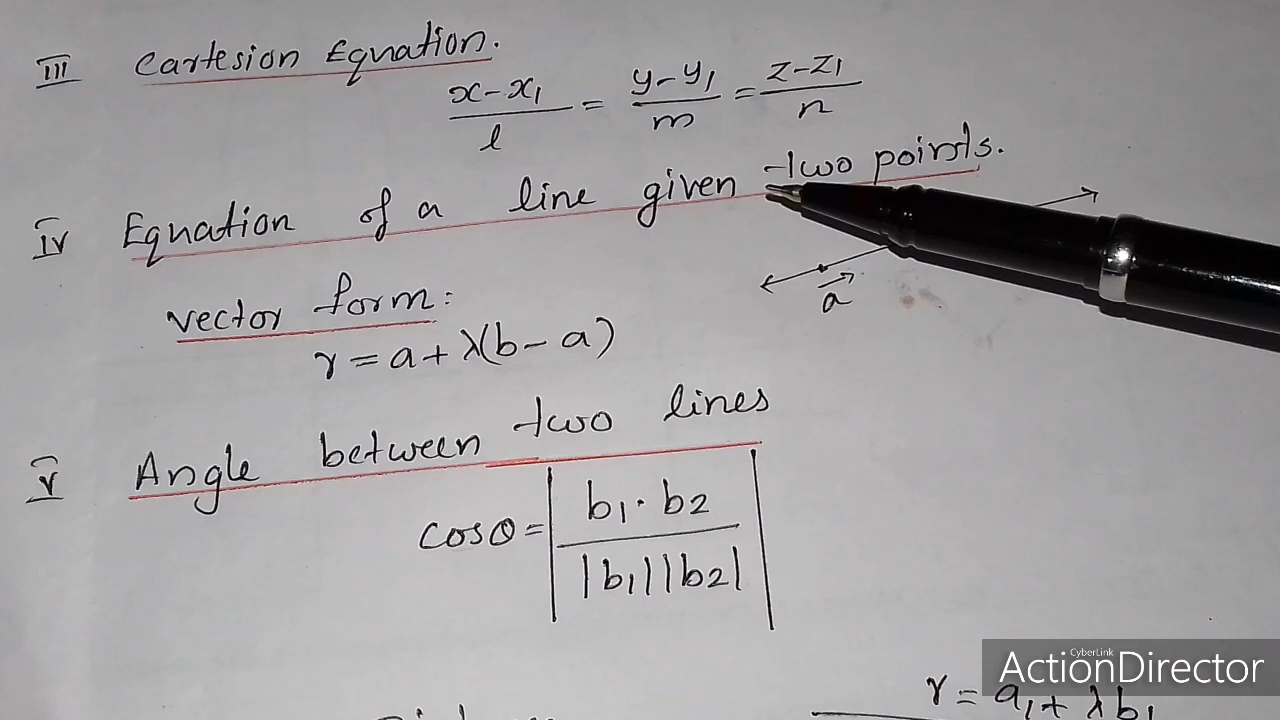 III Cartesion Equation.
x-x₁/l = y-y₁/m = z-z₁/n
IV Equation of a line given two points.
a⃗
vector form:
r = a + λ(b - a)
V Angle between two lines
cosθ = | b₁·b₂ / |b₁||b₂| |
CyberLink
ActionDirector
r = a₁ + λb₁